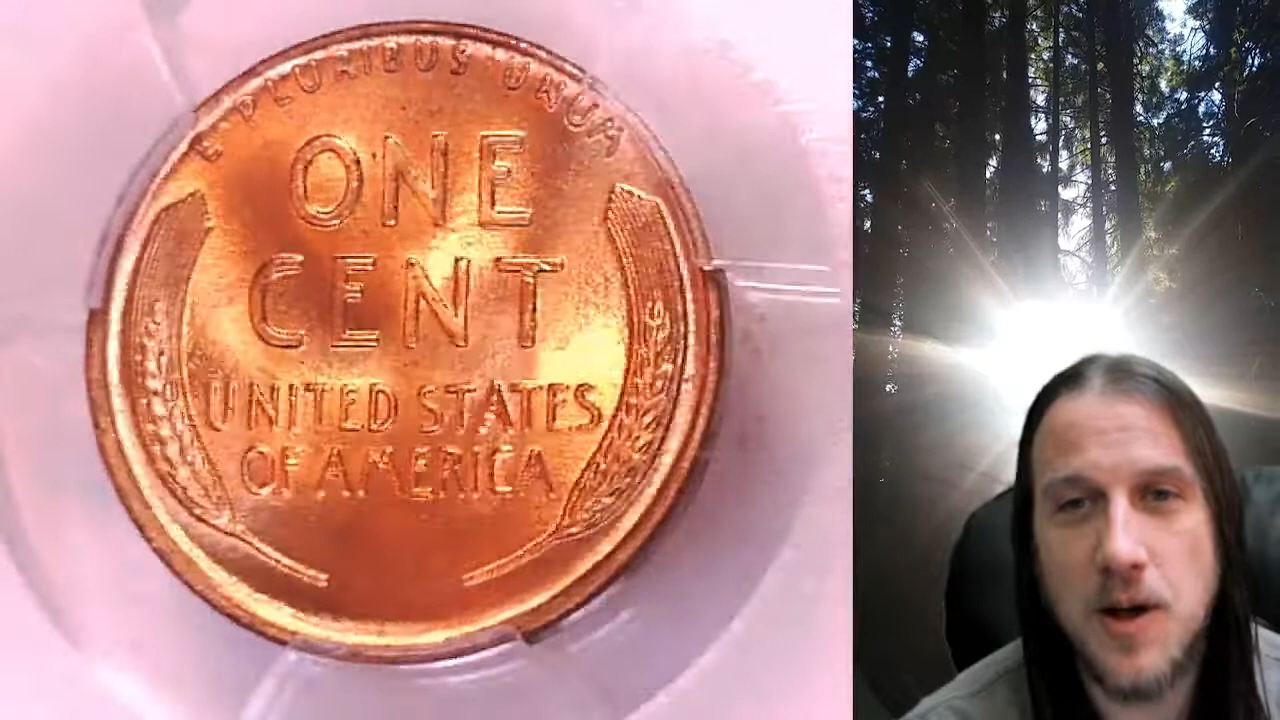 E PLURIBUS UNUM
ONE
CENT
UNITED STATES
OF AMERICA